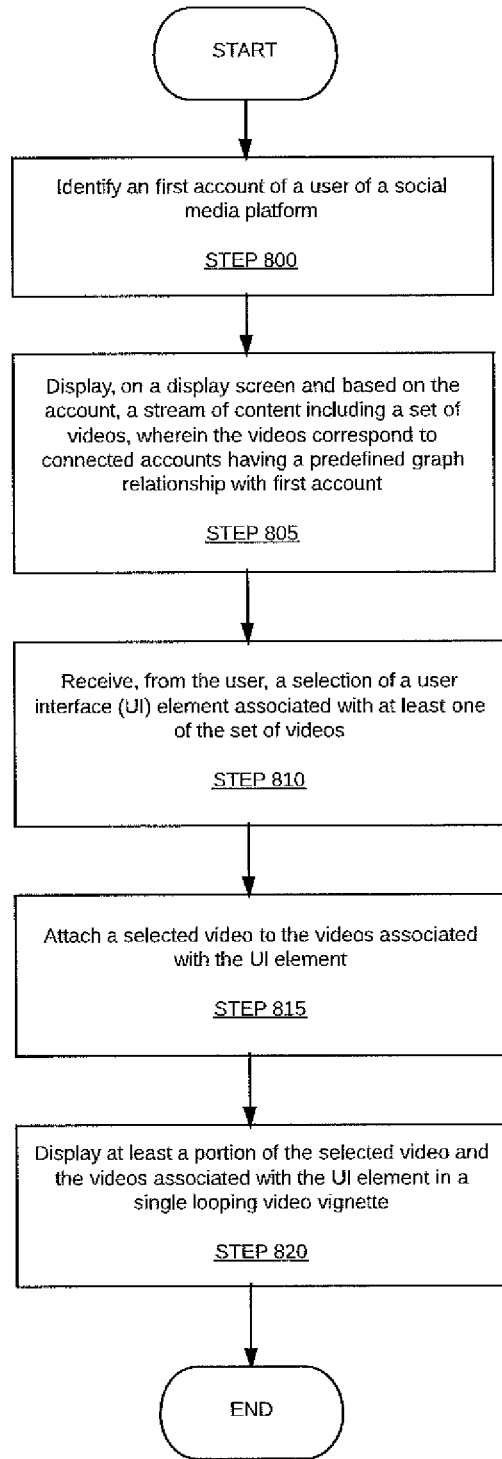 START
Identify an first account of a user of a social
media platform
STEP 800
Display, on a display screen and based on the
account, a stream of content including a set of
videos, wherein the videos correspond to
connected accounts having a predefined graph
relationship with first account
STEP 805
Receive, from the user, a selection of a user
interface (UI) element associated with at least one
of the set of videos
STEP 810
Attach a selected video to the videos associated
with the UI element
STEP 815
Display at least a portion of the selected video and
the videos associated with the UI element in a
single looping video vignette
STEP 820
END